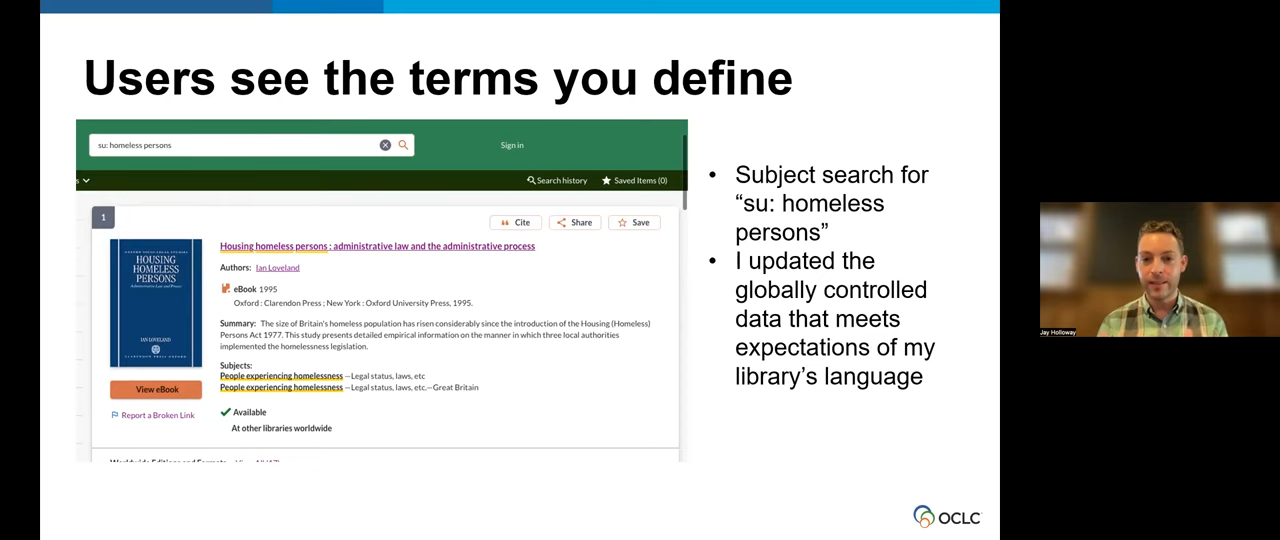 Users see the terms you define
su: homeless persons
Sign in
s
Search history
Saved Items (0)
1
Cite
Share
Save
HOUSING
HOMELESS
PERSONS
Administrative Law and Process
IAN LOVELAND
View eBook
Report a Broken Link
Housing homeless persons : administrative law and the administrative process
Authors: Ian Loveland
eBook 1995
Oxford : Clarendon Press ; New York : Oxford University Press, 1995.
Summary: The size of Britain's homeless population has risen considerably since the introduction of the Housing (Homeless)
Persons Act 1977. This study presents detailed empirical information on the manner in which three local authorities
implemented the homelessness legislation.
Subjects:
People experiencing homelessness --Legal status, laws, etc
People experiencing homelessness --Legal status, laws, etc.--Great Britain
Available
At other libraries worldwide
• Subject search for
“su: homeless
persons”
• I updated the
globally controlled
data that meets
expectations of my
library’s language
OCLC
Jay Holloway